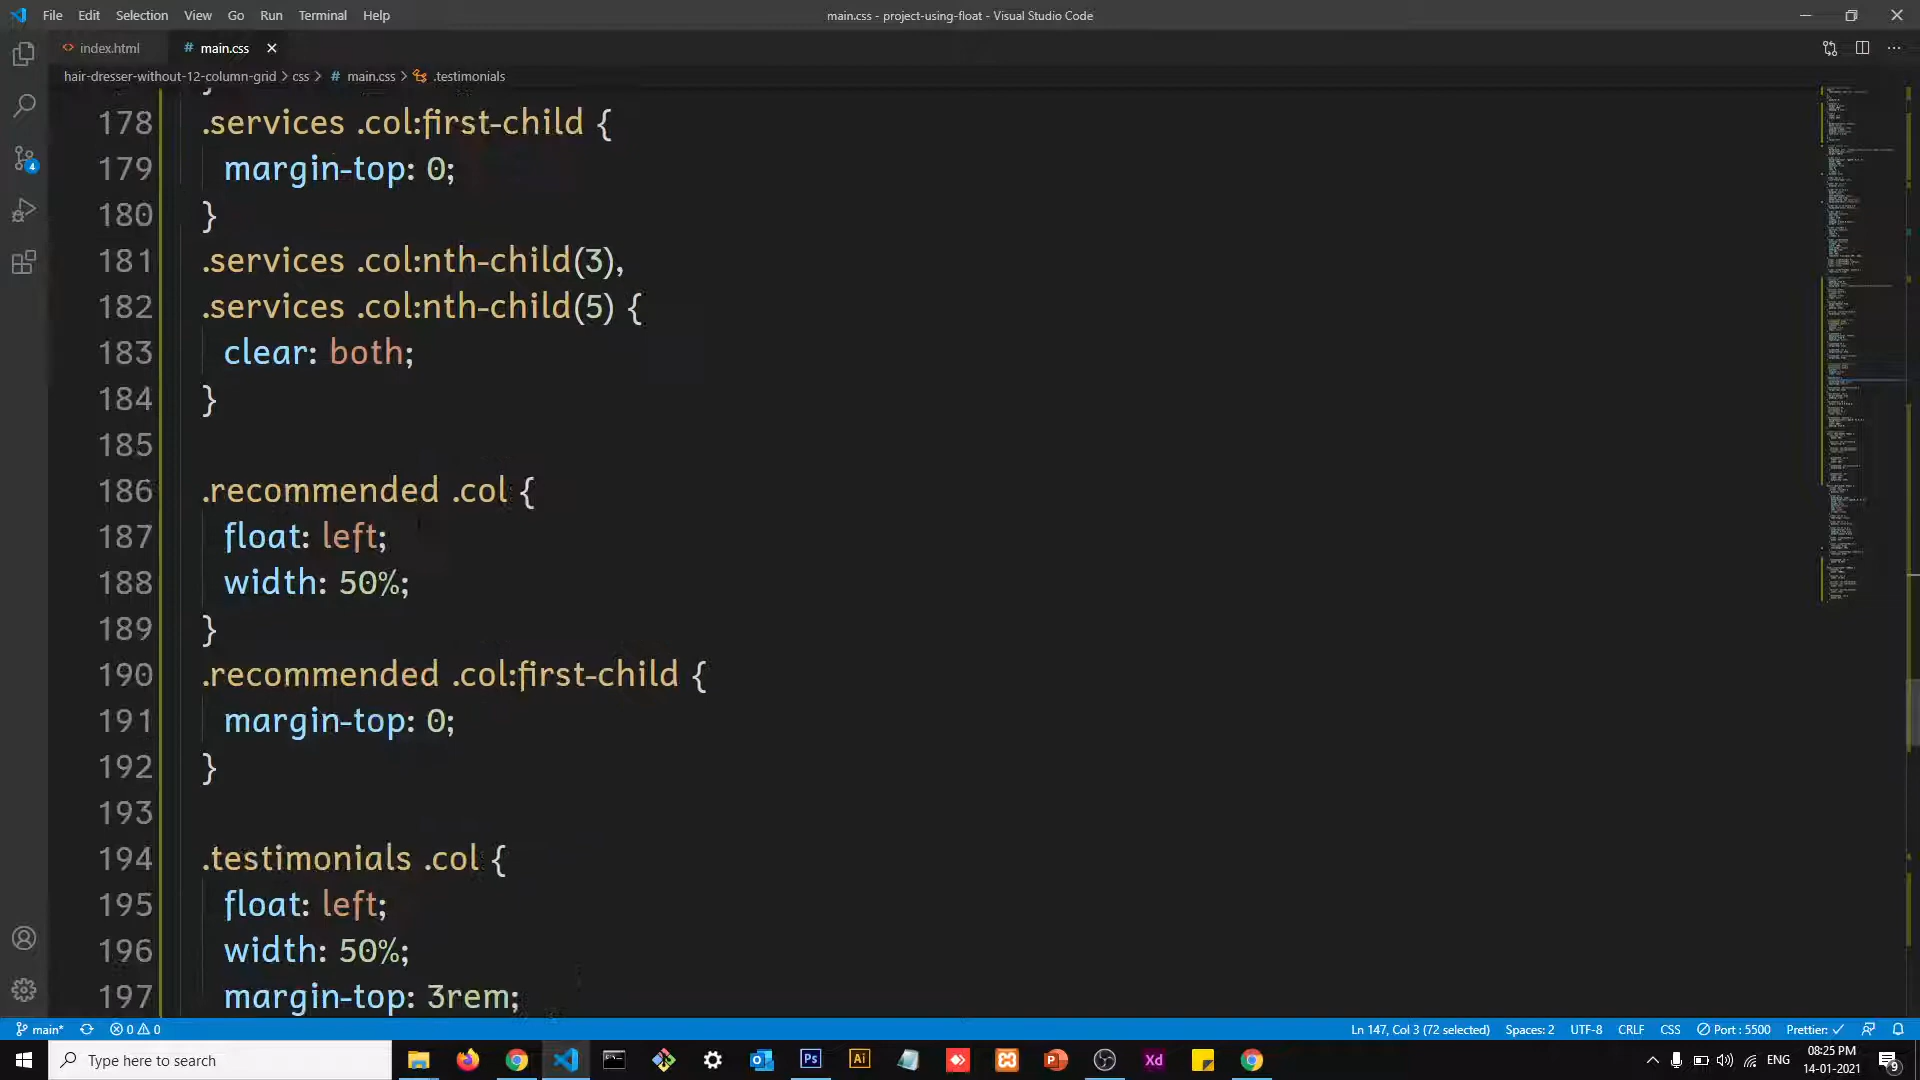 File Edit Selection View Go Run Terminal Help
main.css - project-using-float - Visual Studio Code
index.html
# main.css
hair-dresser-without-12-column-grid > css > # main.css > .testimonials
178 .services .col:first-child {
179 margin-top: 0;
180 }
181 .services .col:nth-child(3),
182 .services .col:nth-child(5) {
183 clear: both;
184 }
185
186 .recommended .col {
187 float: left;
188 width: 50%;
189 }
190 .recommended .col:first-child {
191 margin-top: 0;
192 }
193
194 .testimonials .col {
195 float: left;
196 width: 50%;
197 margin-top: 3rem;
4
main* 0 0 Ln 147, Col 3 (72 selected) Spaces: 2 UTF-8 CRLF CSS Port : 5500 Prettier: ✓
Type here to search
Ps Ai Xd
ENG
08:25 PM
14-01-2021
9